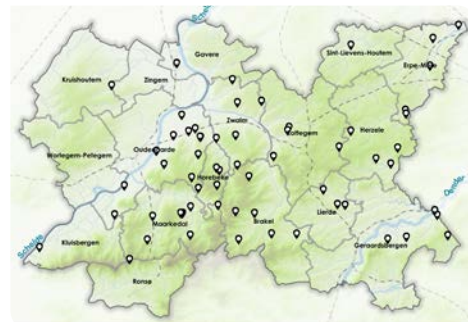 Schelde
Gavere
Sint-Lievens-Houtem
Kruishoutem
Zingem
Erpe-Mere
Zwalm
Zottegem
Herzele
Wortegem-Petegem
Oudenaarde
Horebeke
Dender
Lierde
Maarkedal
Brakel
Kluisbergen
Geraardsbergen
Schelde
Ronse